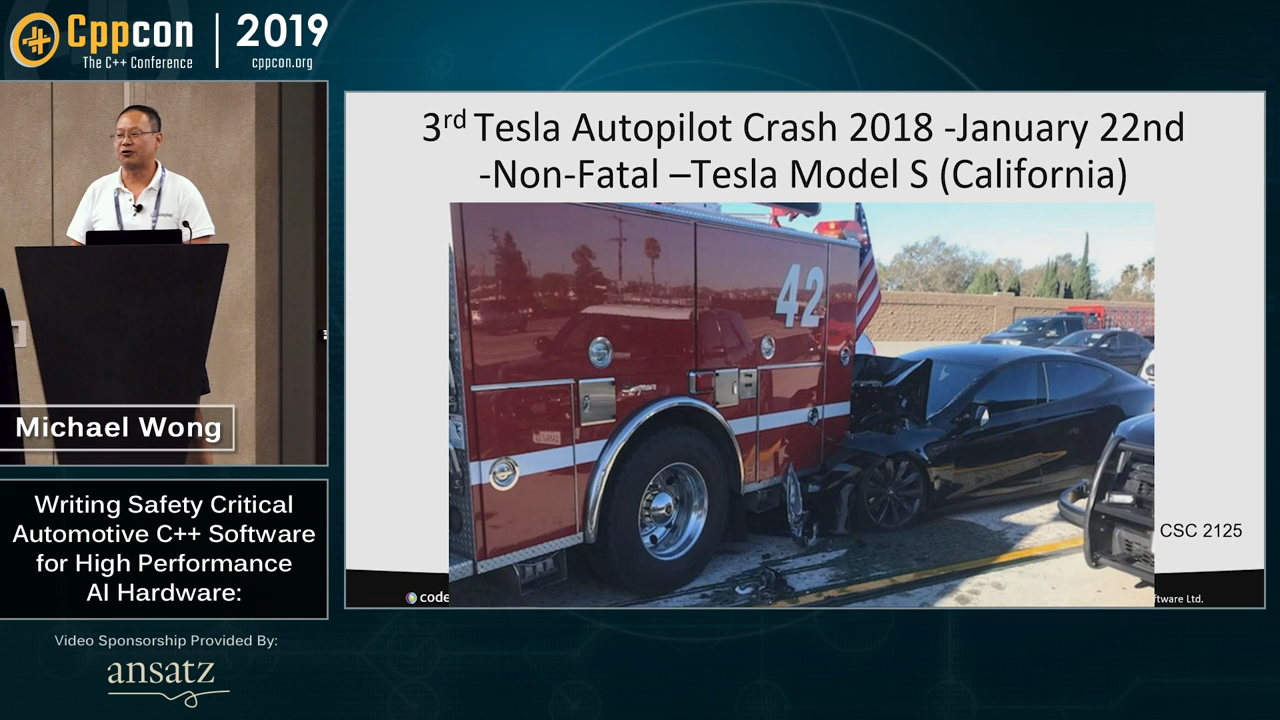 Cppcon
The C++ Conference
2019
cppcon.org
3rd Tesla Autopilot Crash 2018 -January 22nd
-Non-Fatal –Tesla Model S (California)
42
CSC 2125
code
ftware Ltd.
Michael Wong
Writing Safety Critical
Automotive C++ Software
for High Performance
AI Hardware:
Video Sponsorship Provided By:
ansatz